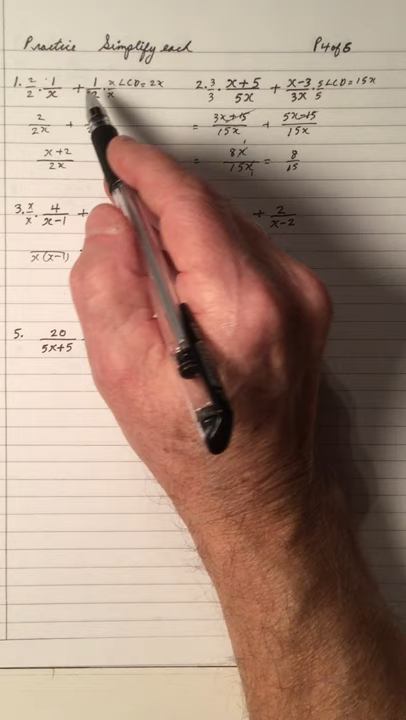 Practice Simplify each P4 of 6
1. 2/2 · 1/x + 1/2 · x/x LCD = 2x
2. 3/3 · x+5/5x + x-3/3x · 5/5 LCD = 15x
2/2x +
= 3x+15/15x + 5x-15/15x
x+2/2x
= 8x/15x = 8/15
3. x/x · 4/x-1 +
+ 2/x-2
x(x-1)
5. 20/5x+5